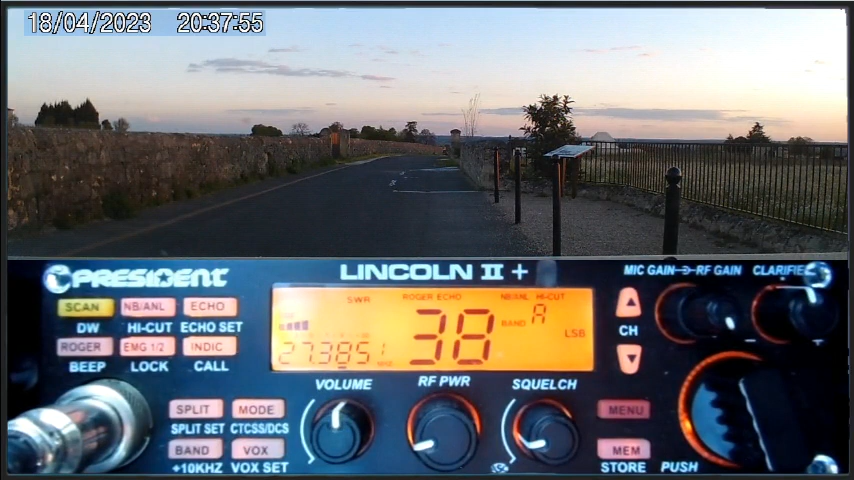 18/04/2023 20:37:55
PRESIDENT LINCOLN II + MIC GAIN RF GAIN CLARIFIER
SCAN NB/ANL ECHO
DW HI-CUT ECHO SET
ROGER EMG 1/2 INDIC
BEEP LOCK CALL
SWR ROGER ECHO NB/ANL HI-CUT
38 BAND A LSB
27.385
CH
VOLUME RF PWR SQUELCH
SPLIT MODE MENU
SPLIT SET CTCSS/DCS
BAND VOX MEM
+10KHZ VOX SET STORE PUSH
- +